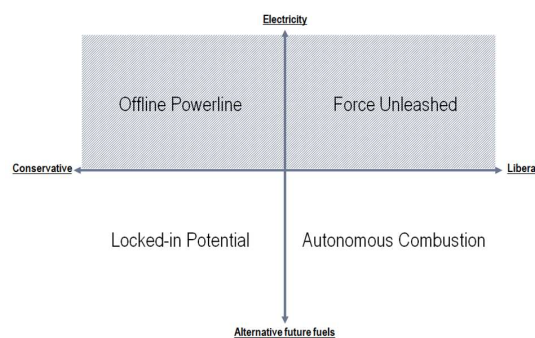 Electricity
Offline Powerline
Force Unleashed
Conservative
Libera
Locked-in Potential
Autonomous Combustion
Alternative future fuels